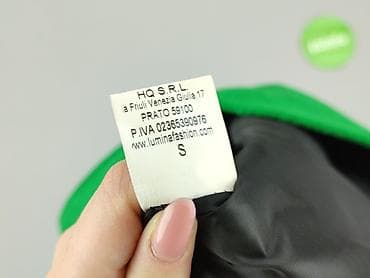 HQ S.R.L.
a Friuli Venezia Giulia,17
PRATO 59100
P.IVA 02365390976
www.luminafashion.com
S